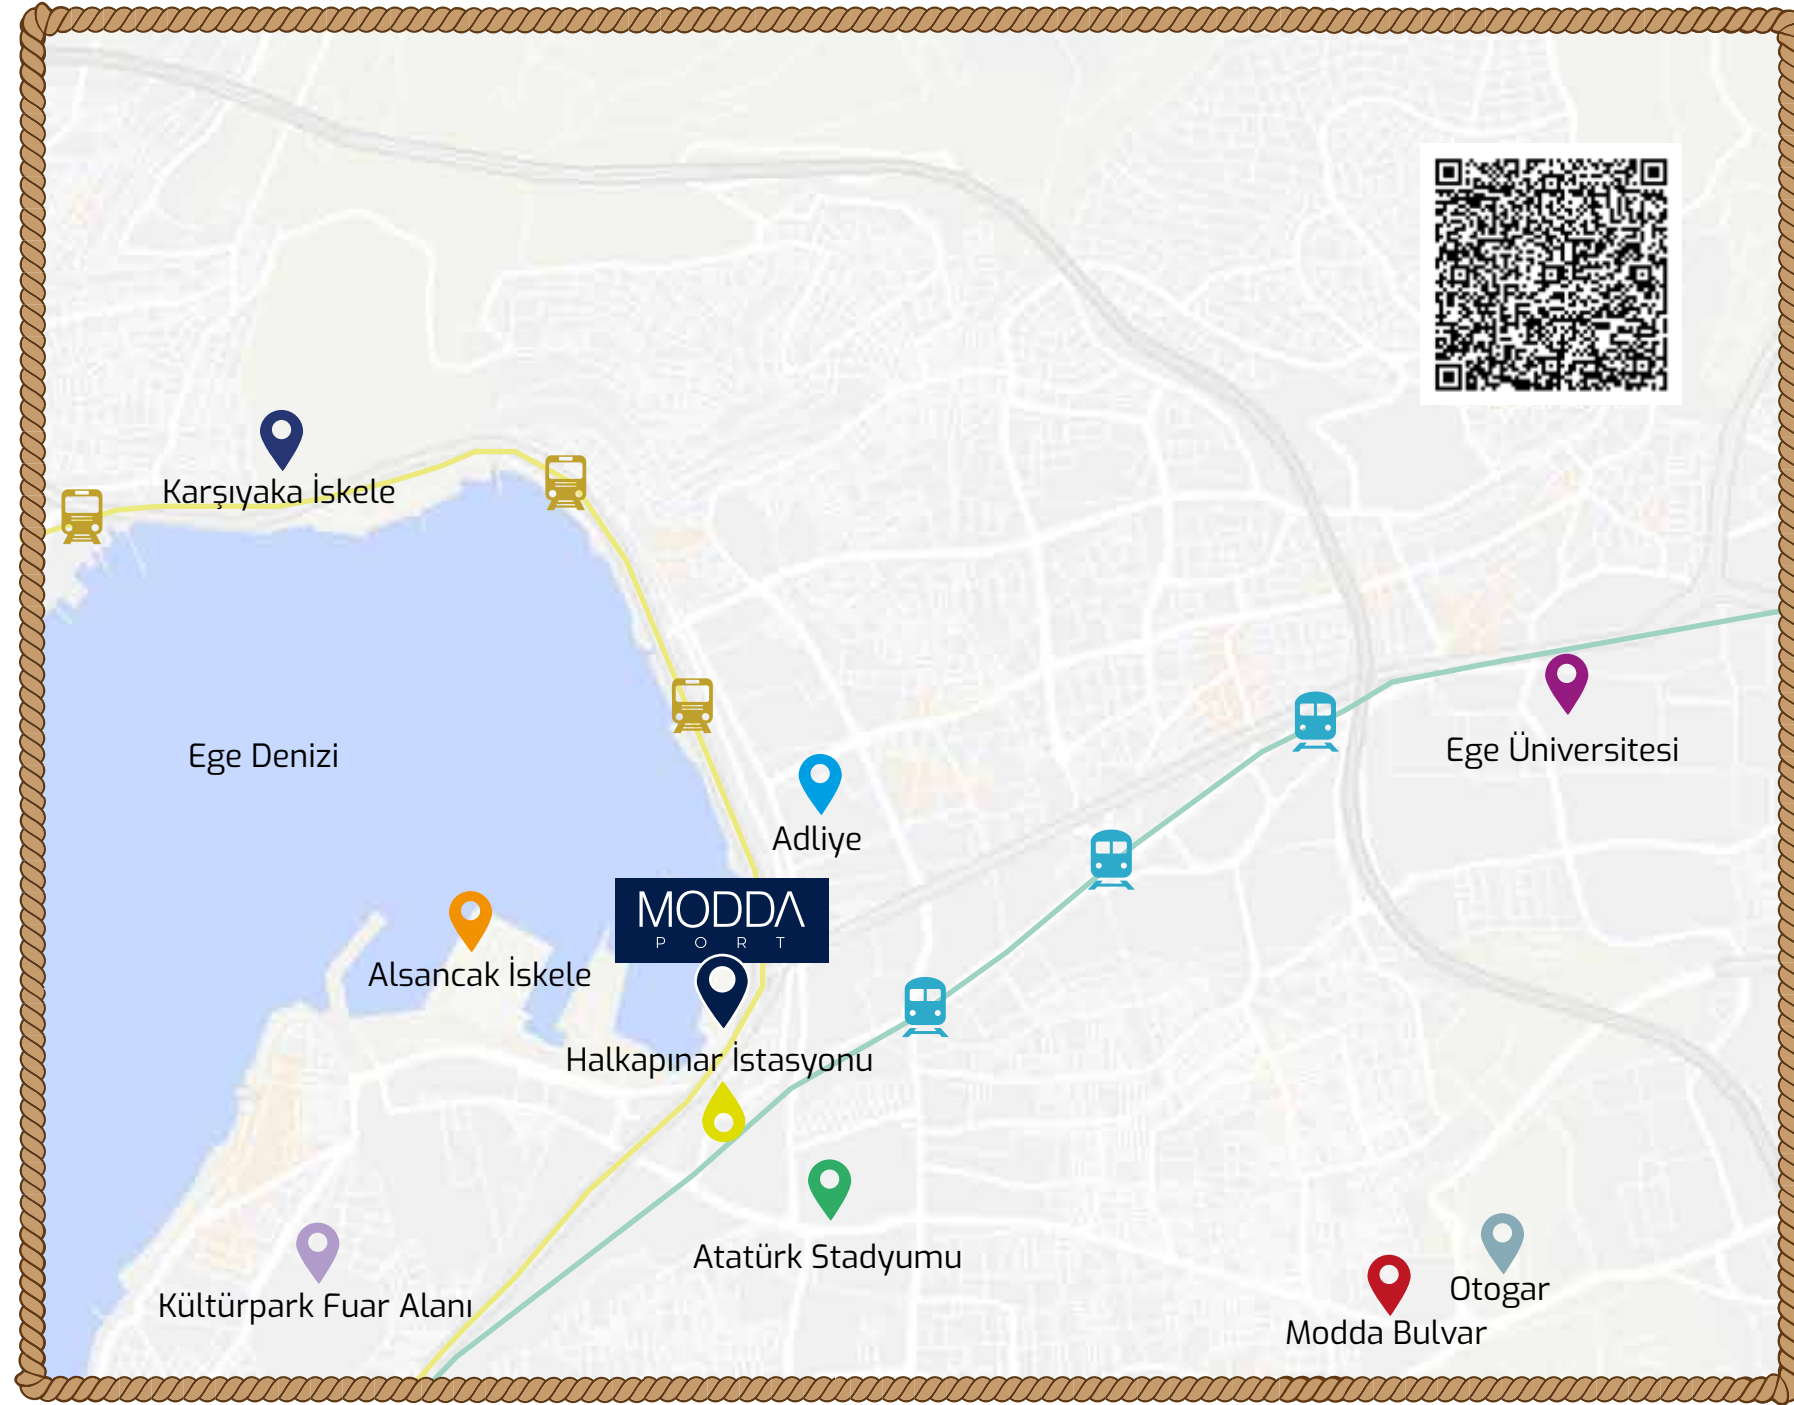 Karşıyaka İskele
Ege Denizi
Ege Üniversitesi
Adliye
MODDA
PORT
Alsancak İskele
Halkapınar İstasyonu
Atatürk Stadyumu
Kültürpark Fuar Alanı
Otogar
Modda Bulvar